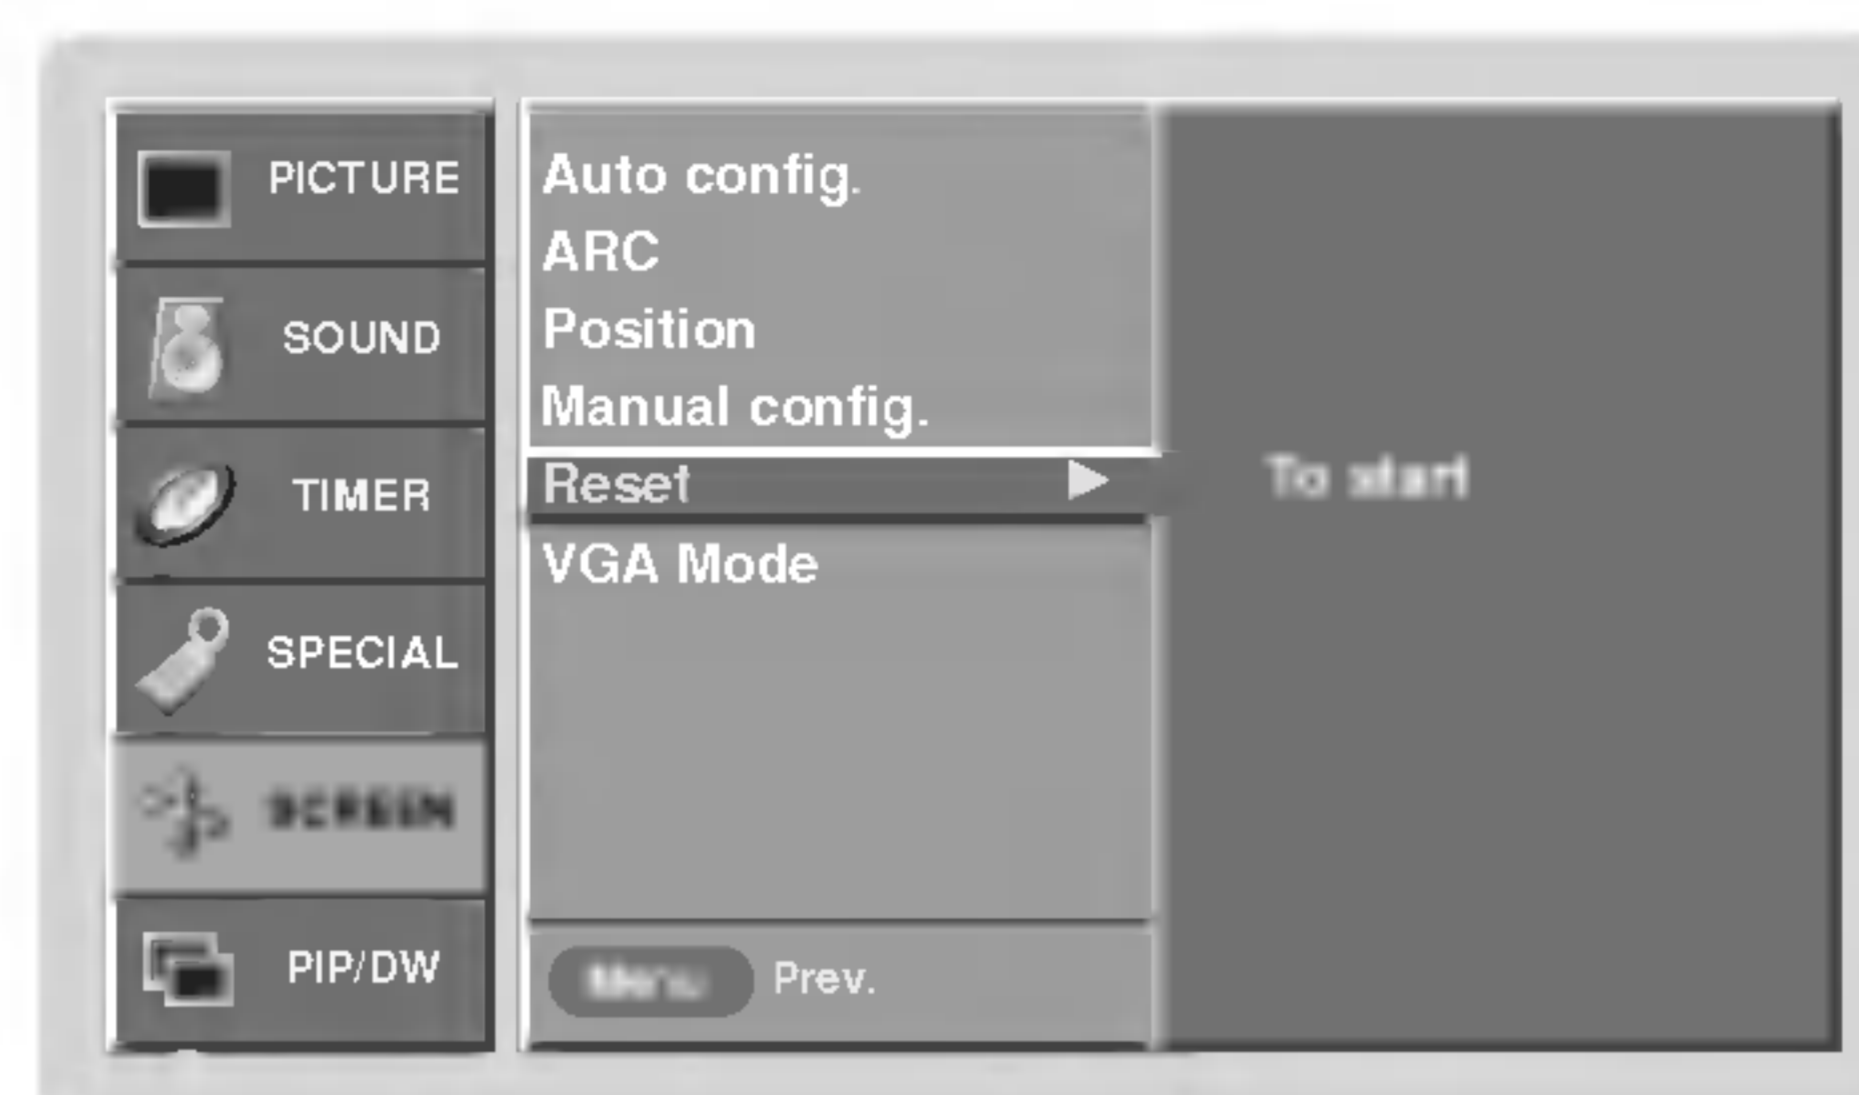 PICTURE
SOUND
TIMER
SPECIAL
SCREEN
PIP/DW
Auto config.
ARC
Position
Manual config.
Reset
VGA Mode
Menu Prev.
To start